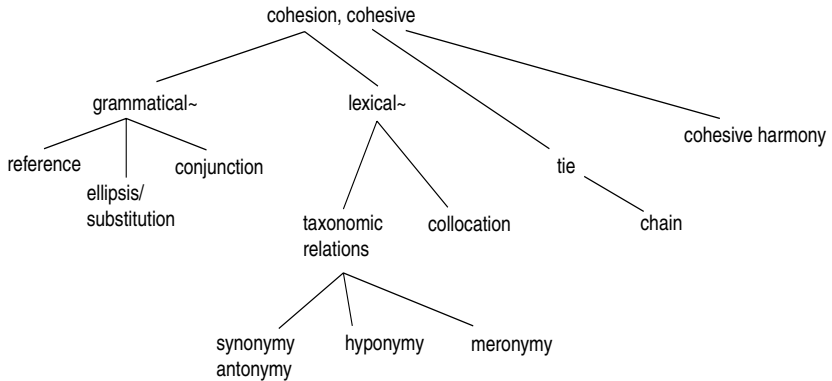 cohesion, cohesive
grammatical~
lexical~
cohesive harmony
reference
ellipsis/
substitution
conjunction
tie
taxonomic
relations
collocation
chain
synonymy
antonymy
hyponymy
meronymy